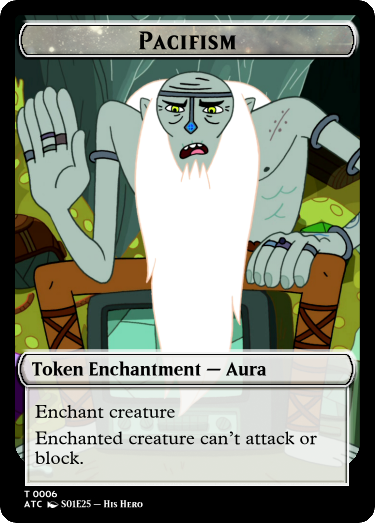 Pacifism
Token Enchantment — Aura
Enchant creature
Enchanted creature can't attack or
block.
T 0006
ATC S01E25 — His Hero